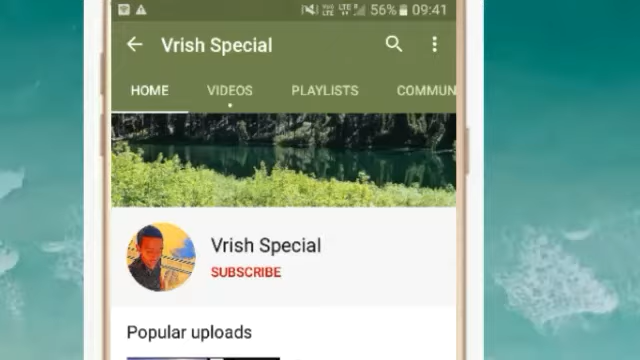 56% 09:41
Vrish Special
HOME VIDEOS PLAYLISTS COMMUN
Vrish Special
SUBSCRIBE
Popular uploads